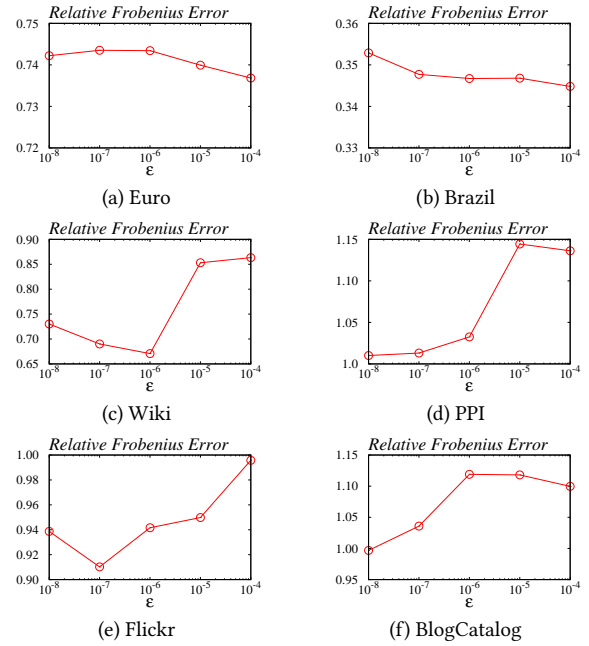 Relative Frobenius Error
0.75
0.74
0.73
0.72
10^-8 10^-7 10^-6 10^-5 10^-4
ε
(a) Euro
Relative Frobenius Error
0.36
0.35
0.34
0.33
10^-8 10^-7 10^-6 10^-5 10^-4
ε
(b) Brazil
Relative Frobenius Error
0.90
0.85
0.80
0.75
0.70
0.65
10^-8 10^-7 10^-6 10^-5 10^-4
ε
(c) Wiki
Relative Frobenius Error
1.15
1.10
1.05
1.0
10^-8 10^-7 10^-6 10^-5 10^-4
ε
(d) PPI
Relative Frobenius Error
1.00
0.98
0.96
0.94
0.92
0.90
10^-8 10^-7 10^-6 10^-5 10^-4
ε
(e) Flickr
Relative Frobenius Error
1.15
1.10
1.05
1.00
0.95
10^-8 10^-7 10^-6 10^-5 10^-4
ε
(f) BlogCatalog